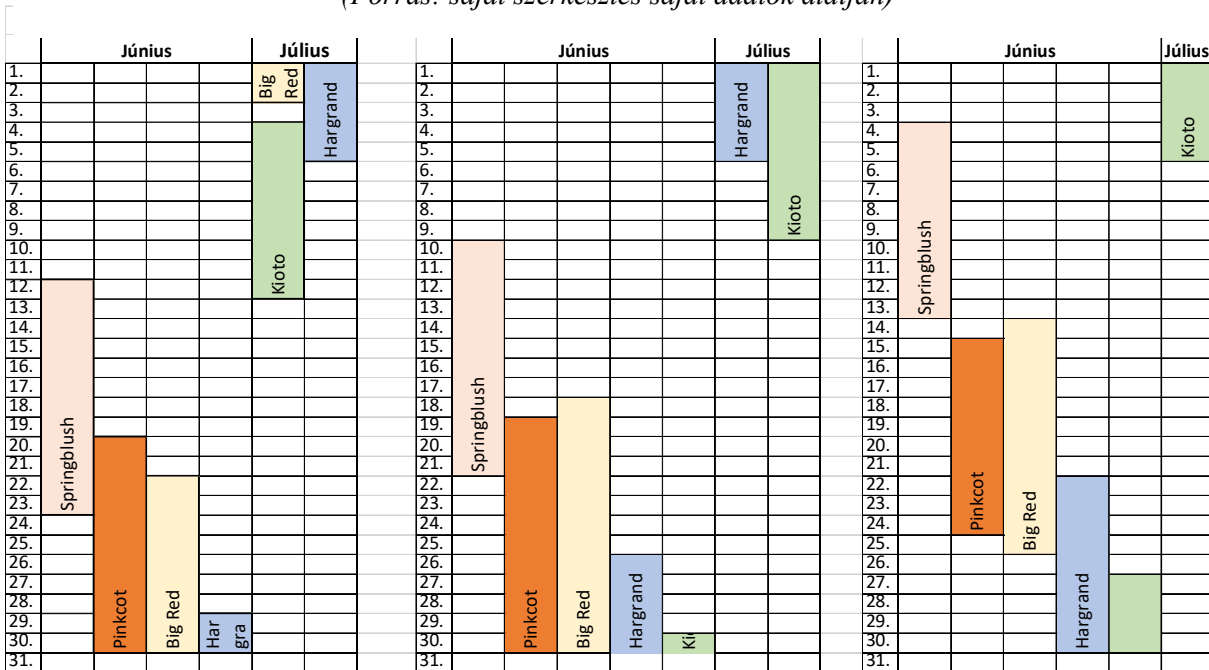 (Forrás: saját szerkesztés saját adatok alapján)
Június Július Június Július Június Július
1. 1. 1.
2. 2. 2.
3. 3. 3.
4. 4. 4.
5. 5. 5.
6. 6. 6.
7. 7. 7.
8. 8. 8.
9. 9. 9.
10. 10. 10.
11. 11. 11.
12. 12. 12.
13. 13. 13.
14. 14. 14.
15. 15. 15.
16. 16. 16.
17. 17. 17.
18. 18. 18.
19. 19. 19.
20. 20. 20.
21. 21. 21.
22. 22. 22.
23. 23. 23.
24. 24. 24.
25. 25. 25.
26. 26. 26.
27. 27. 27.
28. 28. 28.
29. 29. 29.
30. 30. 30.
31. 31. 31.
Springblush
Pinkcot
Big Red
Har
gra
Big
Red
Kioto
Hargrand
Springblush
Pinkcot
Big Red
Hargrand
Ki
Hargrand
Kioto
Springblush
Pinkcot
Big Red
Hargrand
Kioto